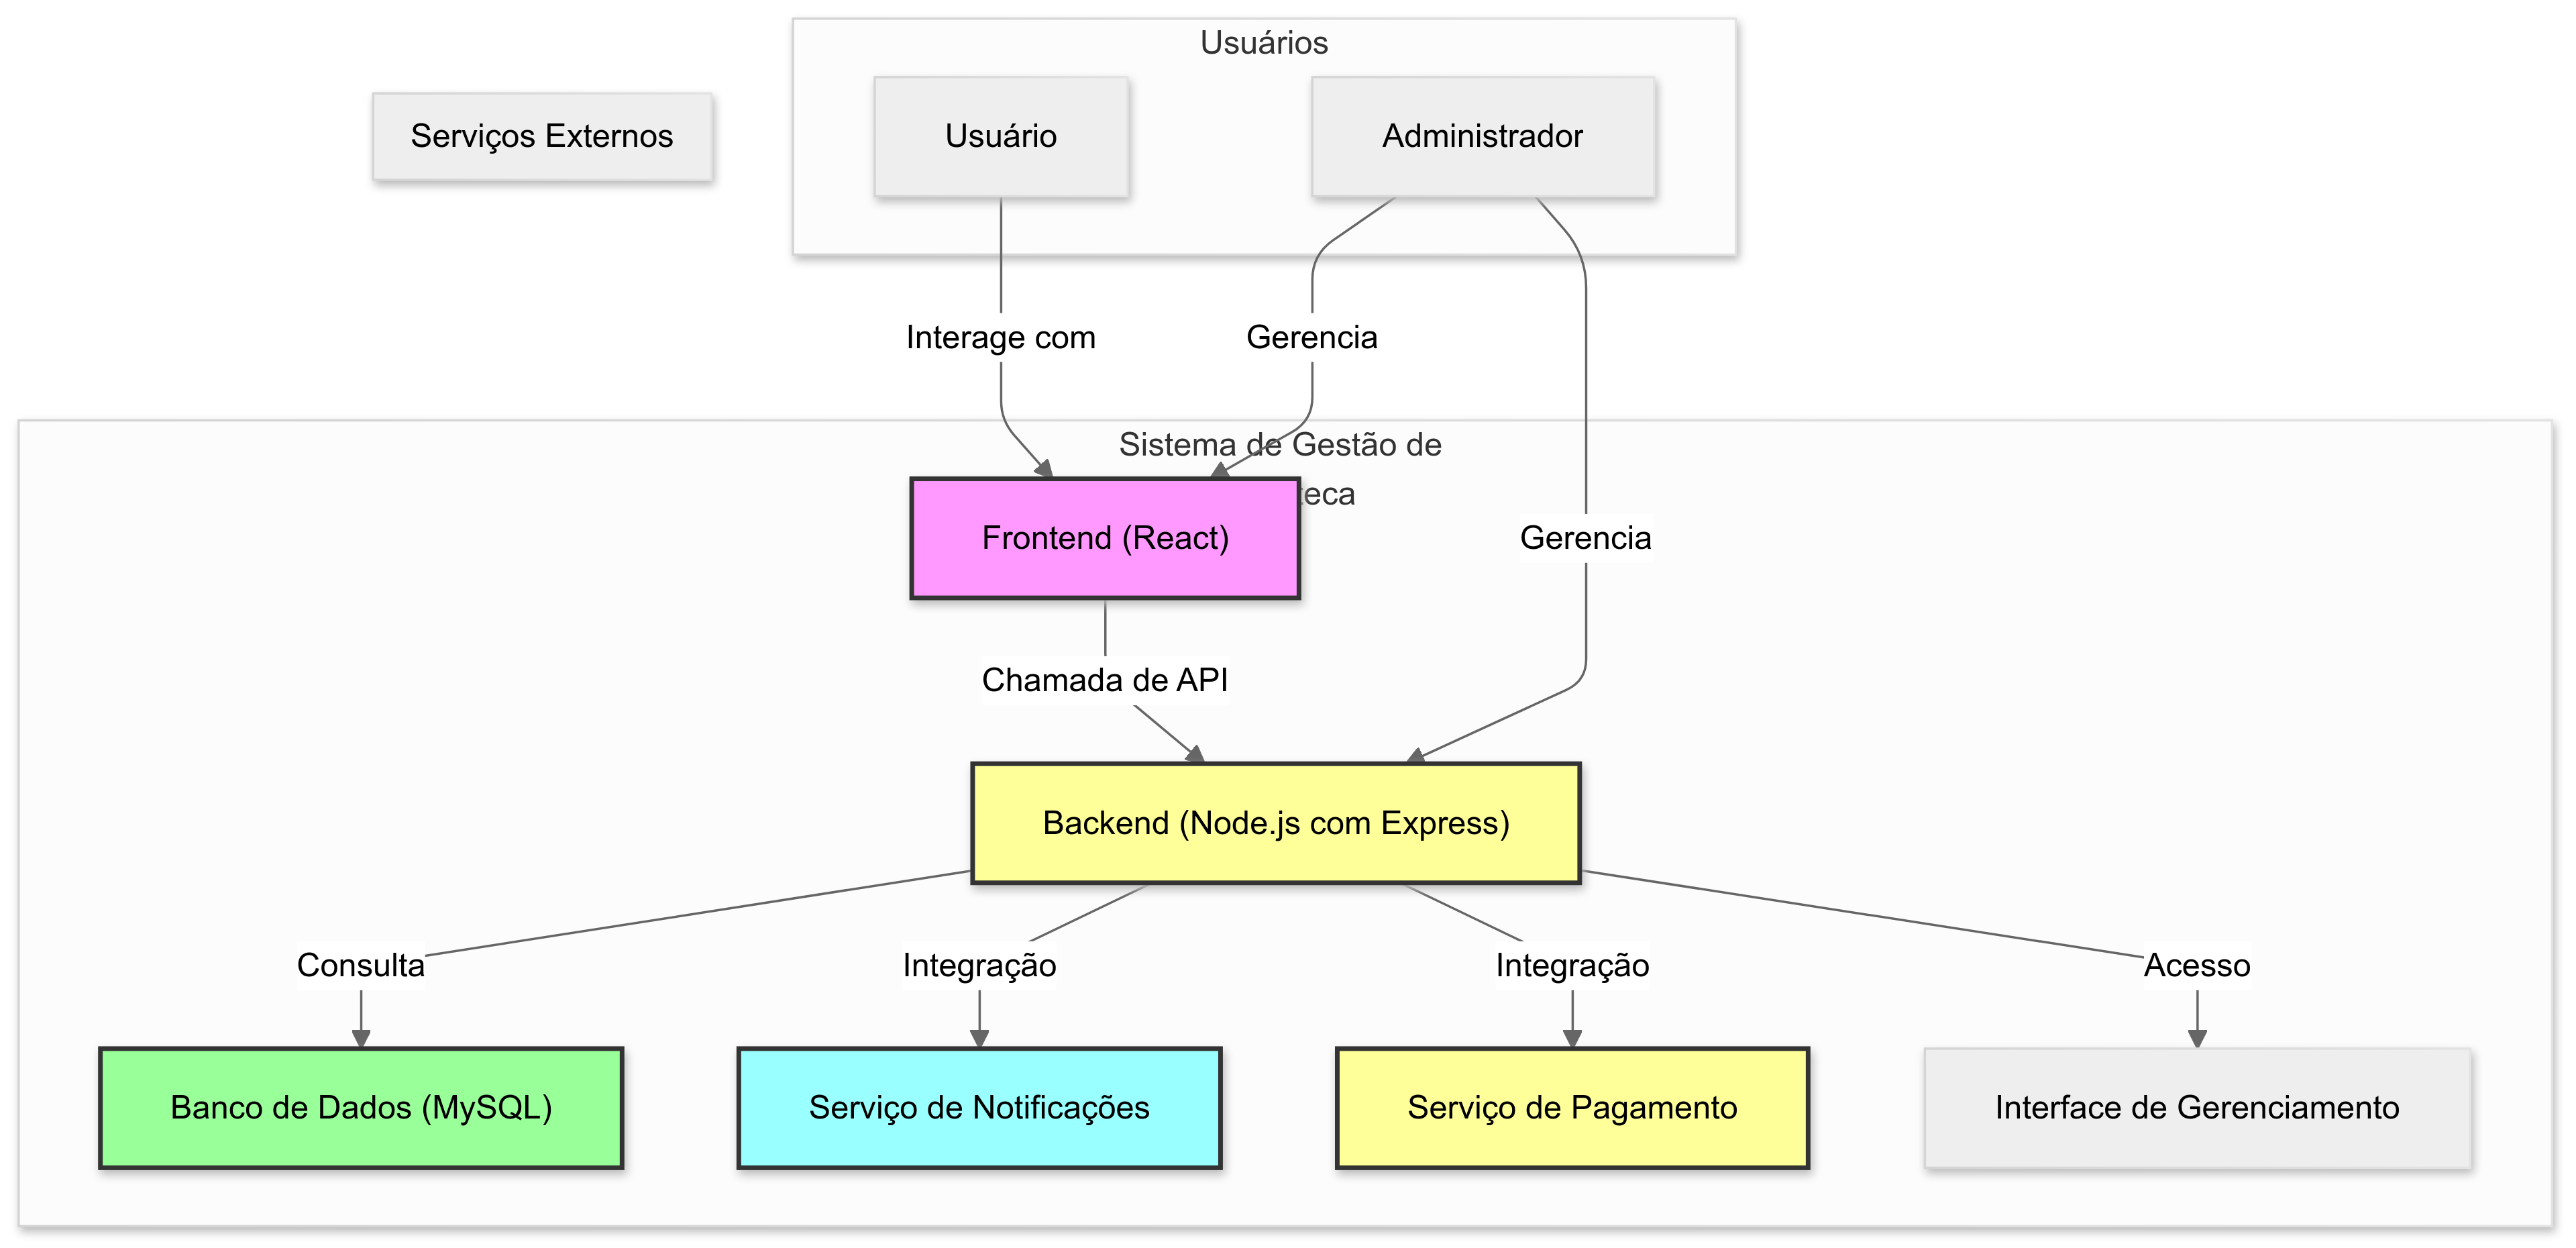 Usuários
Serviços Externos
Usuário
Administrador
Interage com
Gerencia
Sistema de Gestão de
Frontend (React)
Gerencia
Chamada de API
Backend (Node.js com Express)
Consulta
Integração
Integração
Acesso
Banco de Dados (MySQL)
Serviço de Notificações
Serviço de Pagamento
Interface de Gerenciamento